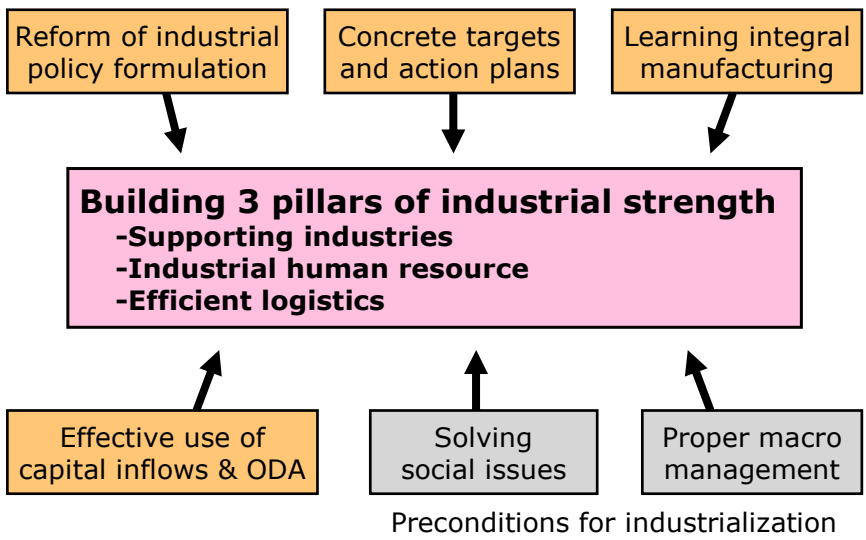 Reform of industrial
policy formulation
Concrete targets
and action plans
Learning integral
manufacturing
Building 3 pillars of industrial strength
-Supporting industries
-Industrial human resource
-Efficient logistics
Effective use of
capital inflows & ODA
Solving
social issues
Proper macro
management
Preconditions for industrialization